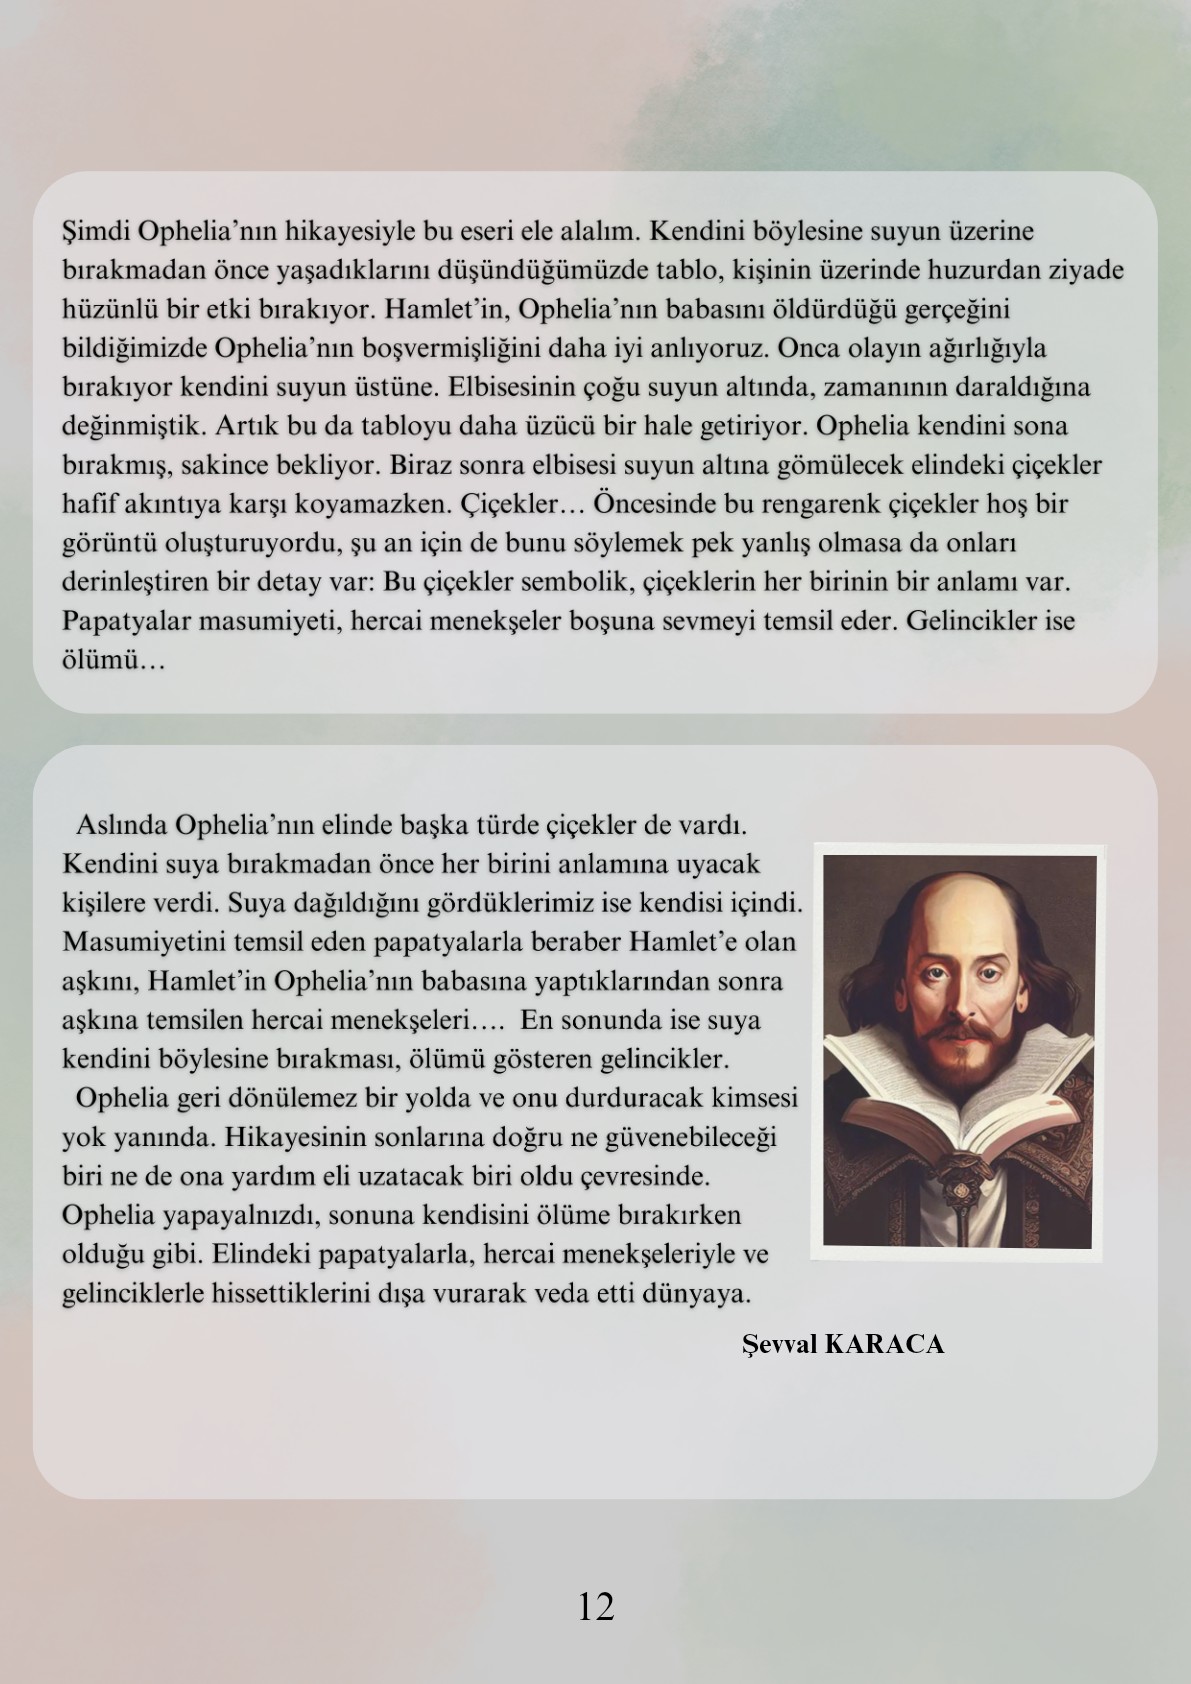 Şimdi Ophelia’nın hikayesiyle bu eseri ele alalım. Kendini böylesine suyun üzerine
bırakmadan önce yaşadıklarını düşündüğümüzde tablo, kişinin üzerinde huzurdan ziyade
hüzünlü bir etki bırakıyor. Hamlet’in, Ophelia’nın babasını öldürdüğü gerçeğini
bildiğimizde Ophelia’nın boşvermişliğini daha iyi anlıyoruz. Onca olayın ağırlığıyla
bırakıyor kendini suyun üstüne. Elbisesinin çoğu suyun altında, zamanının daraldığına
değinmiştik. Artık bu da tabloyu daha üzücü bir hale getiriyor. Ophelia kendini sona
bırakmış, sakince bekliyor. Biraz sonra elbisesi suyun altına gömülecek elindeki çiçekler
hafif akıntıya karşı koyamazken. Çiçekler… Öncesinde bu rengarenk çiçekler hoş bir
görüntü oluşturuyordu, şu an için de bunu söylemek pek yanlış olmasa da onları
derinleştiren bir detay var: Bu çiçekler sembolik, çiçeklerin her birinin bir anlamı var.
Papatyalar masumiyeti, hercai menekşeler boşuna sevmeyi temsil eder. Gelincikler ise
ölümü…
Aslında Ophelia’nın elinde başka türde çiçekler de vardı.
Kendini suya bırakmadan önce her birini anlamına uyacak
kişilere verdi. Suya dağıldığını gördüklerimiz ise kendisi içindi.
Masumiyetini temsil eden papatyalarla beraber Hamlet’e olan
aşkını, Hamlet’in Ophelia’nın babasına yaptıklarından sonra
aşkına temsilen hercai menekşeleri…. En sonunda ise suya
kendini böylesine bırakması, ölümü gösteren gelincikler.
Ophelia geri dönülemez bir yolda ve onu durduracak kimsesi
yok yanında. Hikayesinin sonlarına doğru ne güvenebileceği
biri ne de ona yardım eli uzatacak biri oldu çevresinde.
Ophelia yapayalnızdı, sonuna kendisini ölüme bırakırken
olduğu gibi. Elindeki papatyalarla, hercai menekşeleriyle ve
gelinciklerle hissettiklerini dışa vurarak veda etti dünyaya.
Şevval KARACA
12